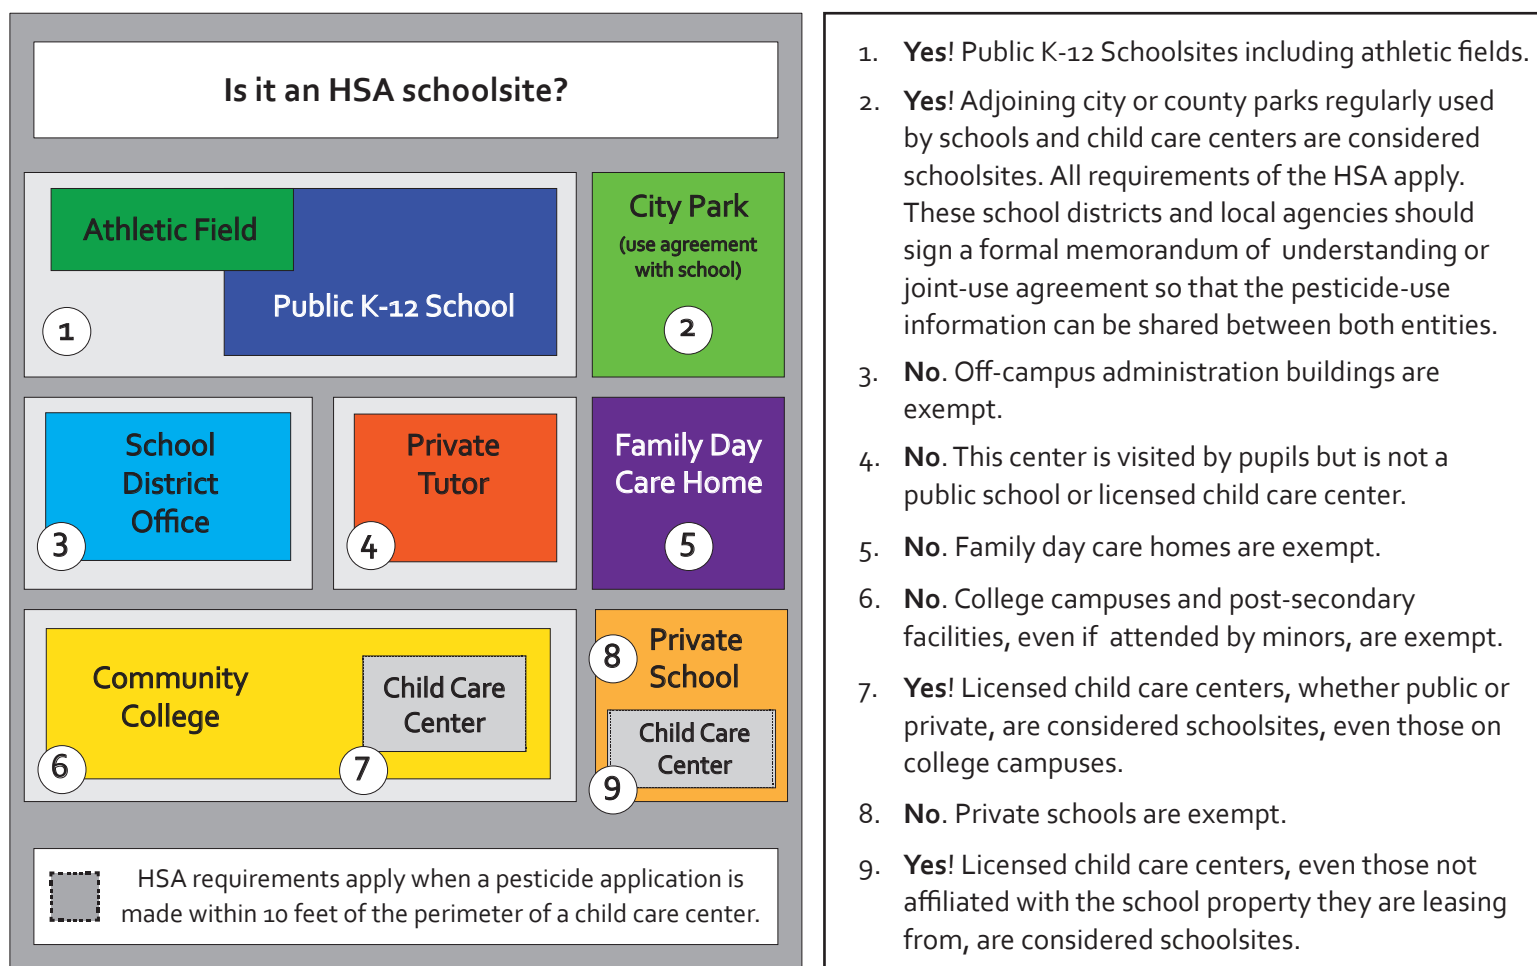 Is it an HSA schoolsite?
Athletic Field
Public K-12 School
1
City Park
(use agreement
with school)
2
School
District
Office
3
Private
Tutor
4
Family Day
Care Home
5
Community
College
6
Child Care
Center
7
8
Private
School
Child Care
Center
9
HSA requirements apply when a pesticide application is
made within 10 feet of the perimeter of a child care center.
1. Yes! Public K-12 Schoolsites including athletic fields.
2. Yes! Adjoining city or county parks regularly used
by schools and child care centers are considered
schoolsites. All requirements of the HSA apply.
These school districts and local agencies should
sign a formal memorandum of understanding or
joint-use agreement so that the pesticide-use
information can be shared between both entities.
3. No. Off-campus administration buildings are
exempt.
4. No. This center is visited by pupils but is not a
public school or licensed child care center.
5. No. Family day care homes are exempt.
6. No. College campuses and post-secondary
facilities, even if attended by minors, are exempt.
7. Yes! Licensed child care centers, whether public or
private, are considered schoolsites, even those on
college campuses.
8. No. Private schools are exempt.
9. Yes! Licensed child care centers, even those not
affiliated with the school property they are leasing
from, are considered schoolsites.